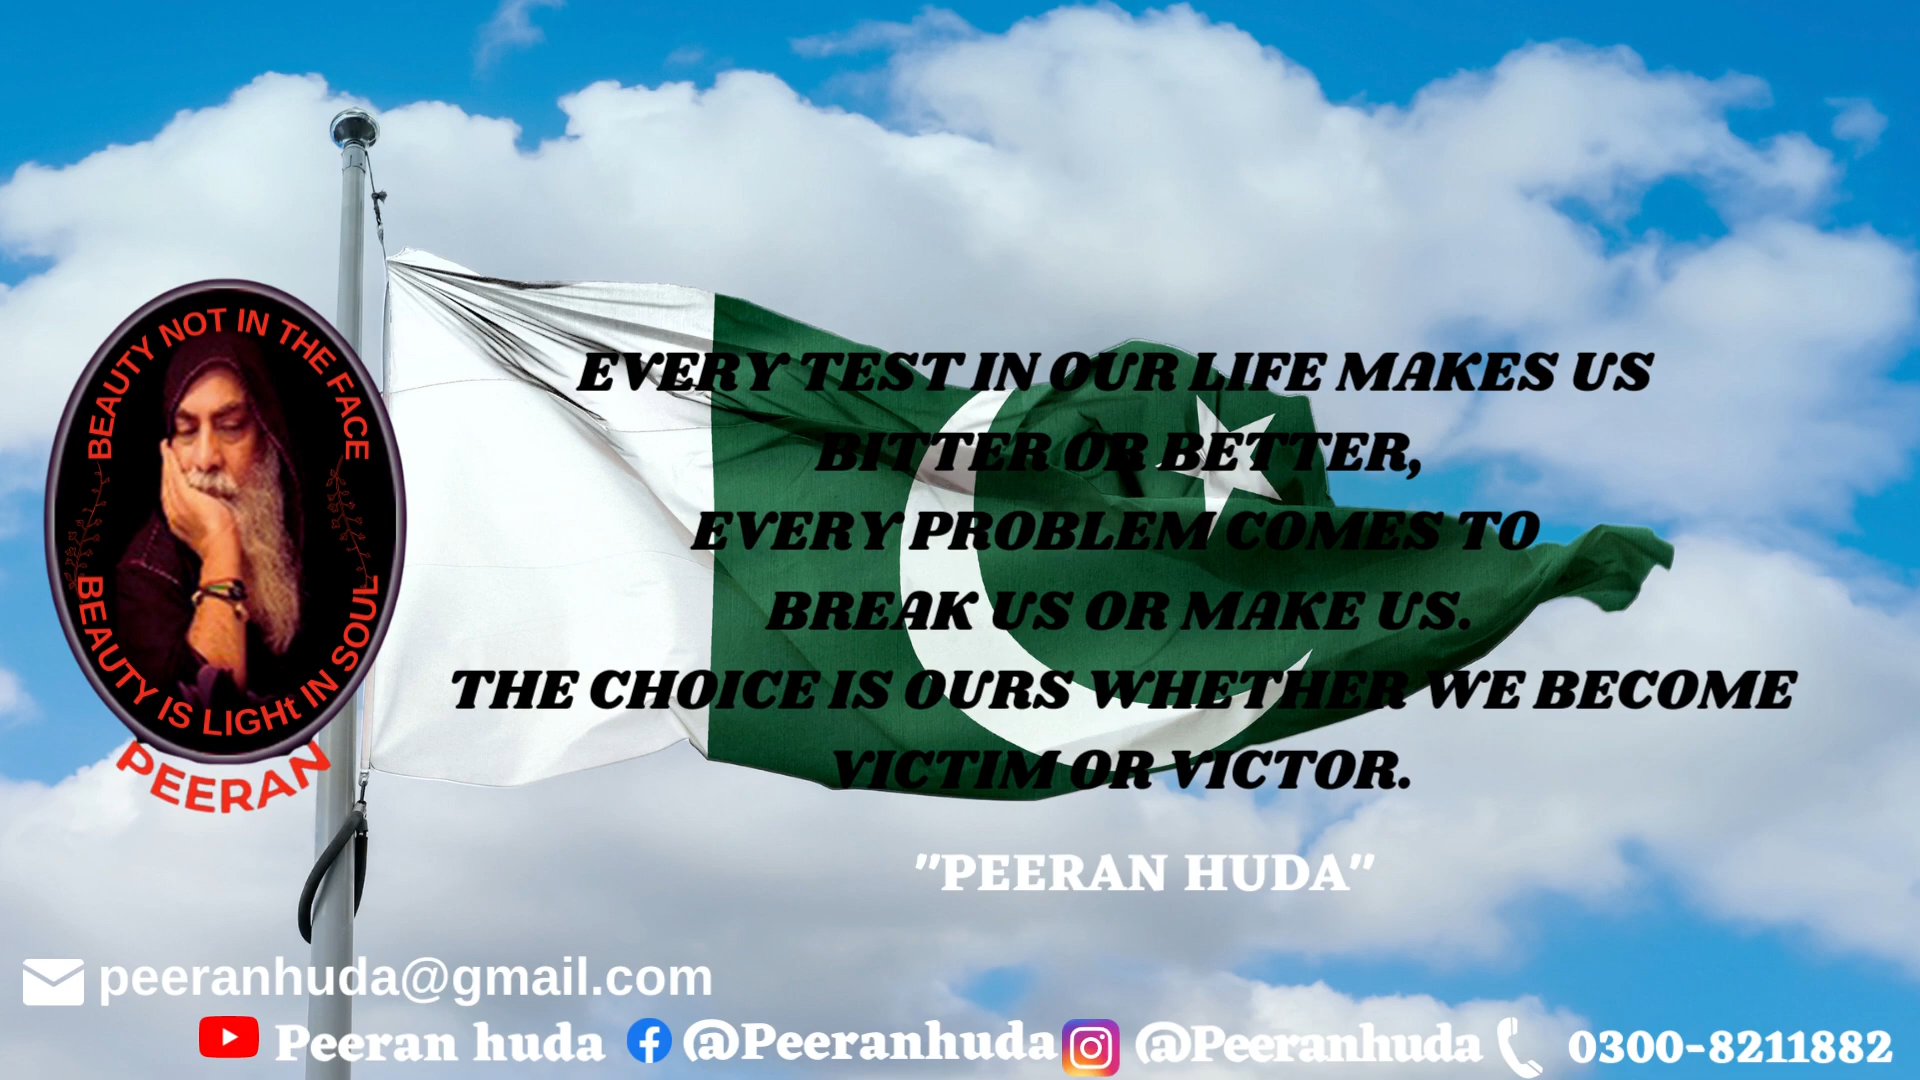 BEAUTY NOT IN THE FACE
BEAUTY IS LIGHt IN SOUL
PEERAN
EVERY TEST IN OUR LIFE MAKES US
BITTER OR BETTER,
EVERY PROBLEM COMES TO
BREAK US OR MAKE US.
THE CHOICE IS OURS WHETHER WE BECOME
VICTIM OR VICTOR.
"PEERAN HUDA"
peeranhuda@gmail.com
Peeran huda @Peeranhuda @Peeranhuda 0300-8211882